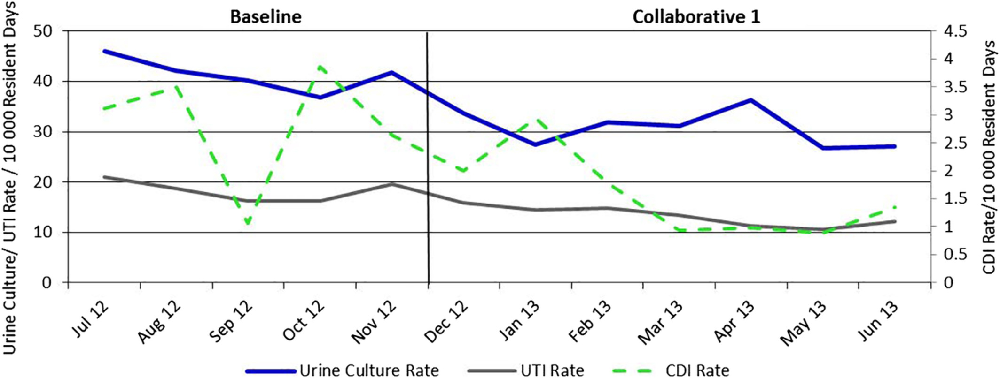 Baseline
Collaborative 1
Urine Culture/ UTI Rate / 10 000 Resident Days
50
40
30
20
10
0
4.5
4
3.5
3
2.5
2
1.5
1
0.5
0
CDI Rate/10 000 Resident Days
Jul 12
Aug 12
Sep 12
Oct 12
Nov 12
Dec 12
Jan 13
Feb 13
Mar 13
Apr 13
May 13
Jun 13
Urine Culture Rate
UTI Rate
CDI Rate